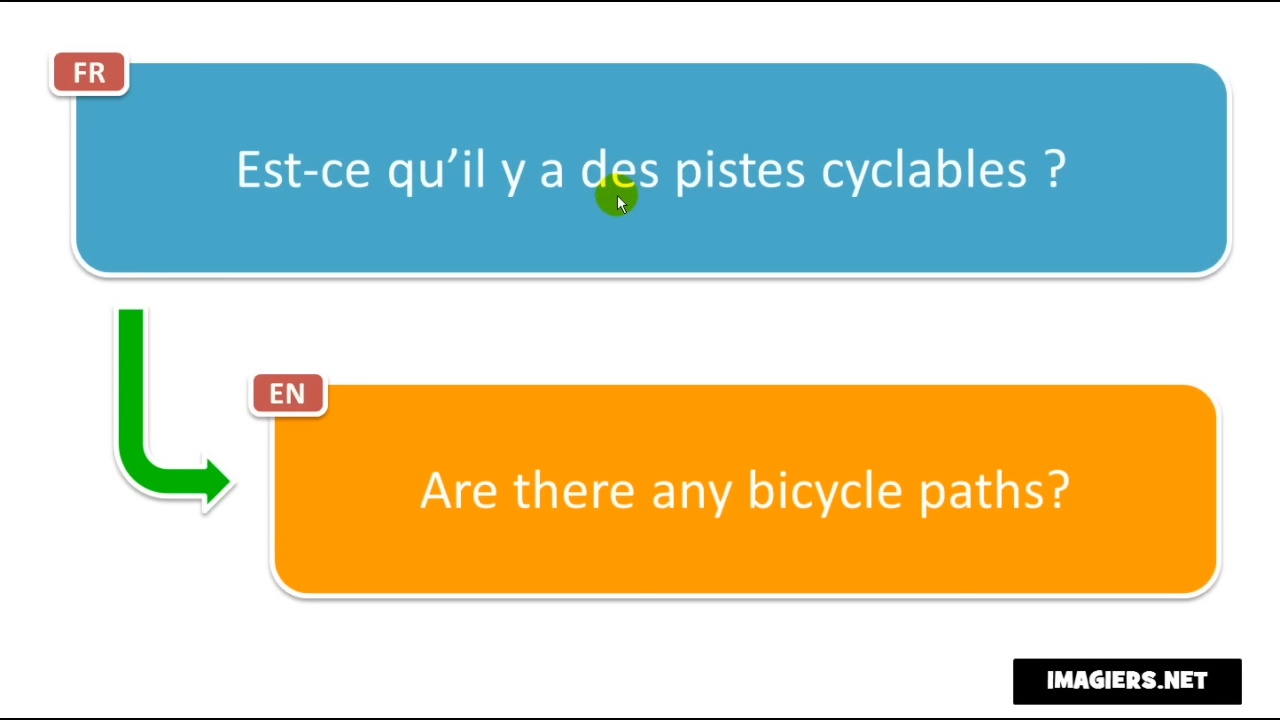 FR
Est-ce qu’il y a des pistes cyclables ?
EN
Are there any bicycle paths?
IMAGIERS.NET